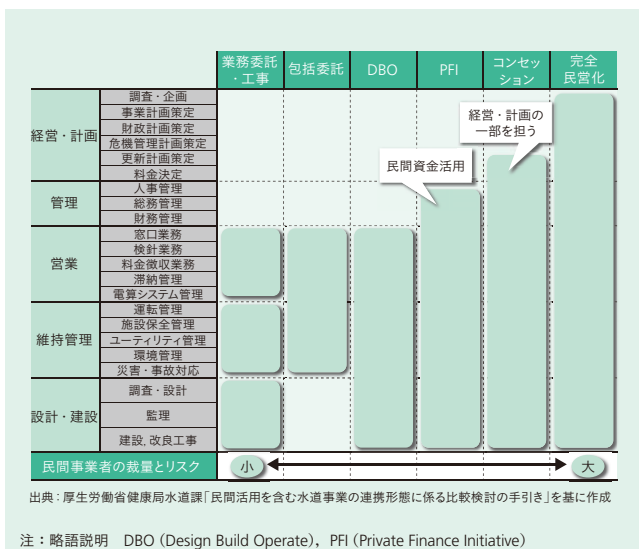 業務委託
・工事
包括委託
DBO
PFI
コンセッ
ション
完全
民営化
経営・計画
調査・企画
事業計画策定
財政計画策定
危機管理計画策定
更新計画策定
料金決定
経営・計画の
一部を担う
民間資金活用
管理
人事管理
総務管理
財務管理
営業
窓口業務
検針業務
料金徴収業務
滞納管理
電算システム管理
維持管理
運転管理
施設保全管理
ユーティリティ管理
環境管理
災害・事故対応
設計・建設
調査・設計
監理
建設，改良工事
民間事業者の裁量とリスク
小
大
出典：厚生労働省健康局水道課「民間活用を含む水道事業の連携形態に係る比較検討の手引き」を基に作成
注：略語説明　DBO（Design Build Operate），PFI（Private Finance Initiative）